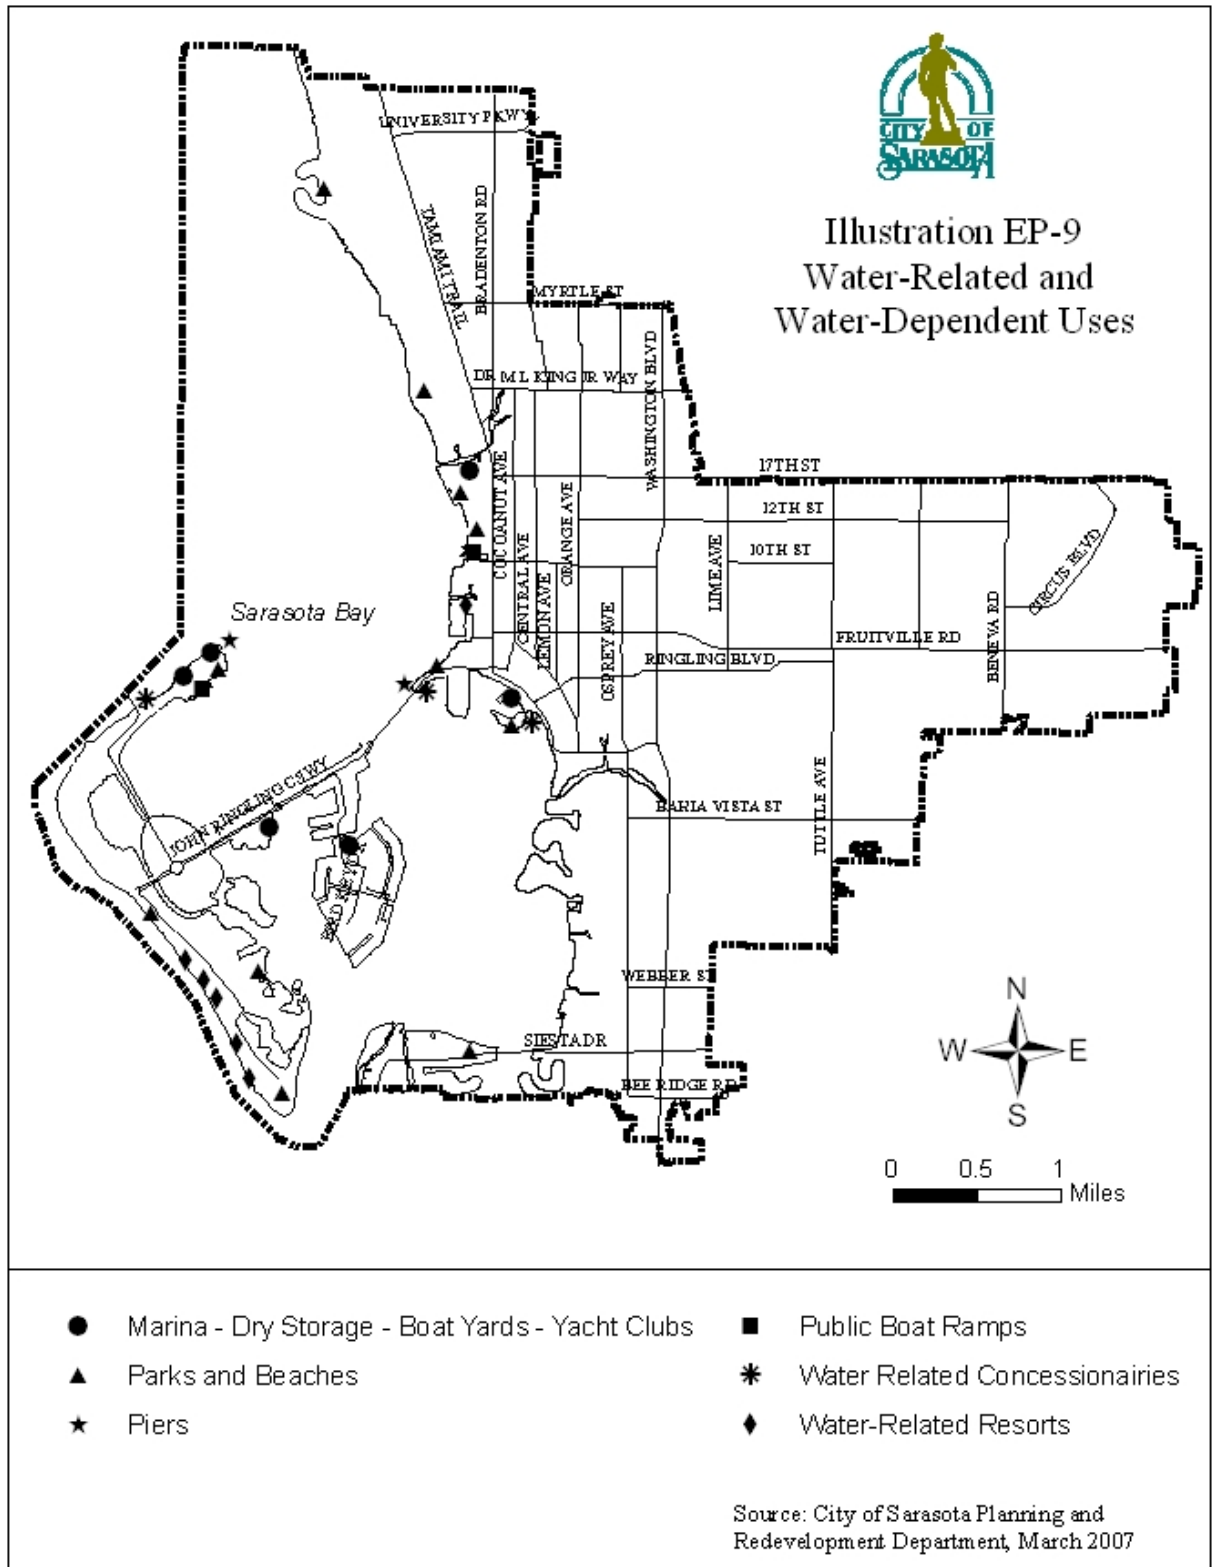 CITY OF
SARASOTA
Illustration EP-9
Water-Related and
Water-Dependent Uses
UNIVERSITY PKWY
TAMIAMI TRAIL
BRADENTON RD
MYRTLE ST
DR M L KING JR WAY
WASHINGTON BLVD
17TH ST
12TH ST
10TH ST
COCOANUT AVE
CENTRAL AVE
LEMON AVE
ORANGE AVE
OSPREY AVE
LIME AVE
CIRCUS BLVD
BENEVA RD
FRUITVILLE RD
RINGLING BLVD
Sarasota Bay
JOHN RINGLING CSWY
BIRD KEY DR
TUTTLE AVE
BAHIA VISTA ST
WEBBER ST
SIESTA DR
BEE RIDGE RD
N
W E
S
0 0.5 1
Miles
Marina - Dry Storage - Boat Yards - Yacht Clubs
Parks and Beaches
Piers
Public Boat Ramps
Water Related Concessionairies
Water-Related Resorts
Source: City of Sarasota Planning and
Redevelopment Department, March 2007